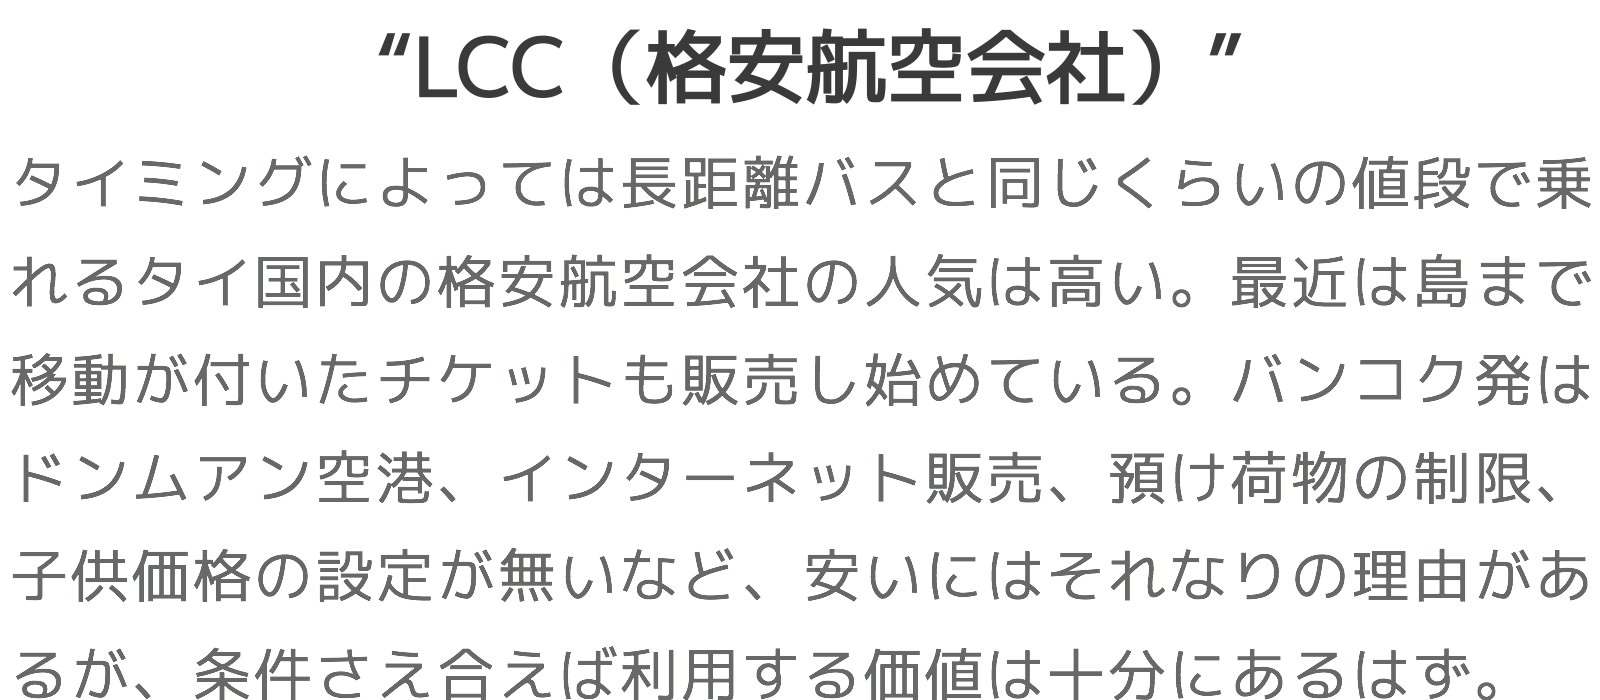 “LCC（格安航空会社）”
タイミングによっては長距離バスと同じくらいの値段で乗
れるタイ国内の格安航空会社の人気は高い。最近は島まで
移動が付いたチケットも販売し始めている。バンコク発は
ドンムアン空港、インターネット販売、預け荷物の制限、
子供価格の設定が無いなど、安いにはそれなりの理由があ
るが、条件さえ合えば利用する価値は十分にあるはず。